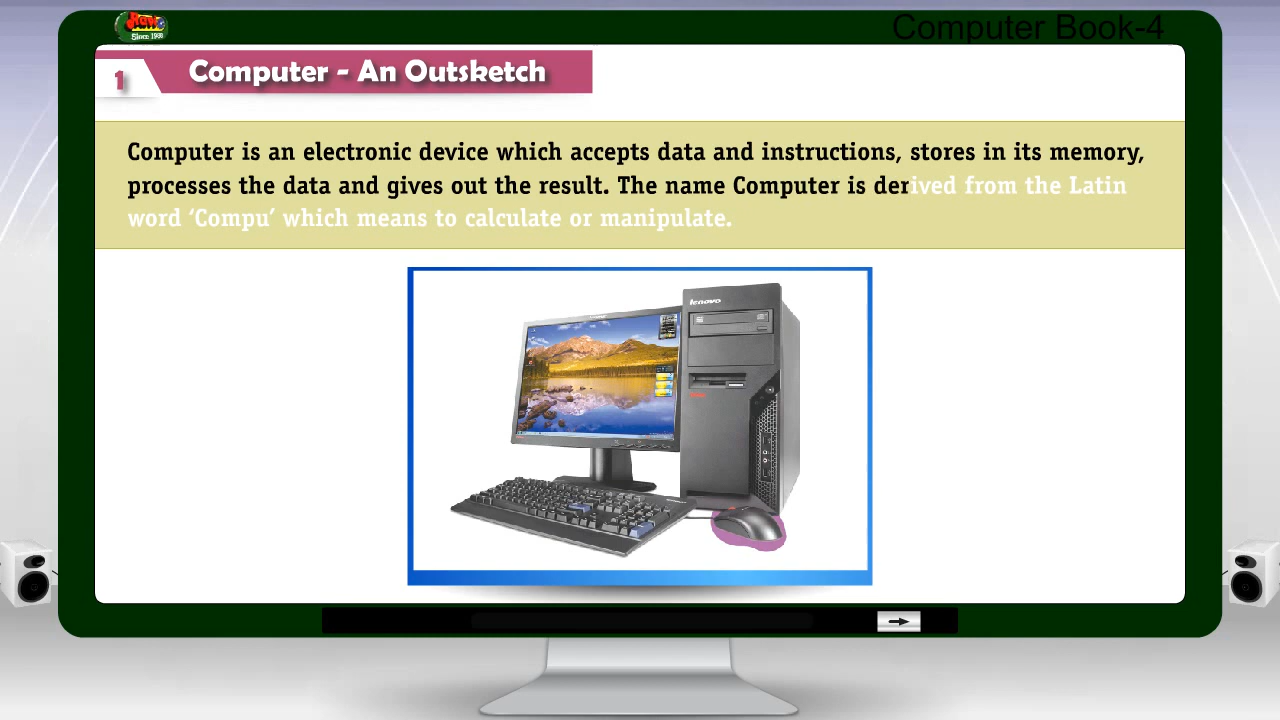 Since 1938
Computer Book-4
1
Computer - An Outsketch
Computer is an electronic device which accepts data and instructions, stores in its memory,
processes the data and gives out the result. The name Computer is derived from the Latin
word ‘Compu’ which means to calculate or manipulate.
lenovo